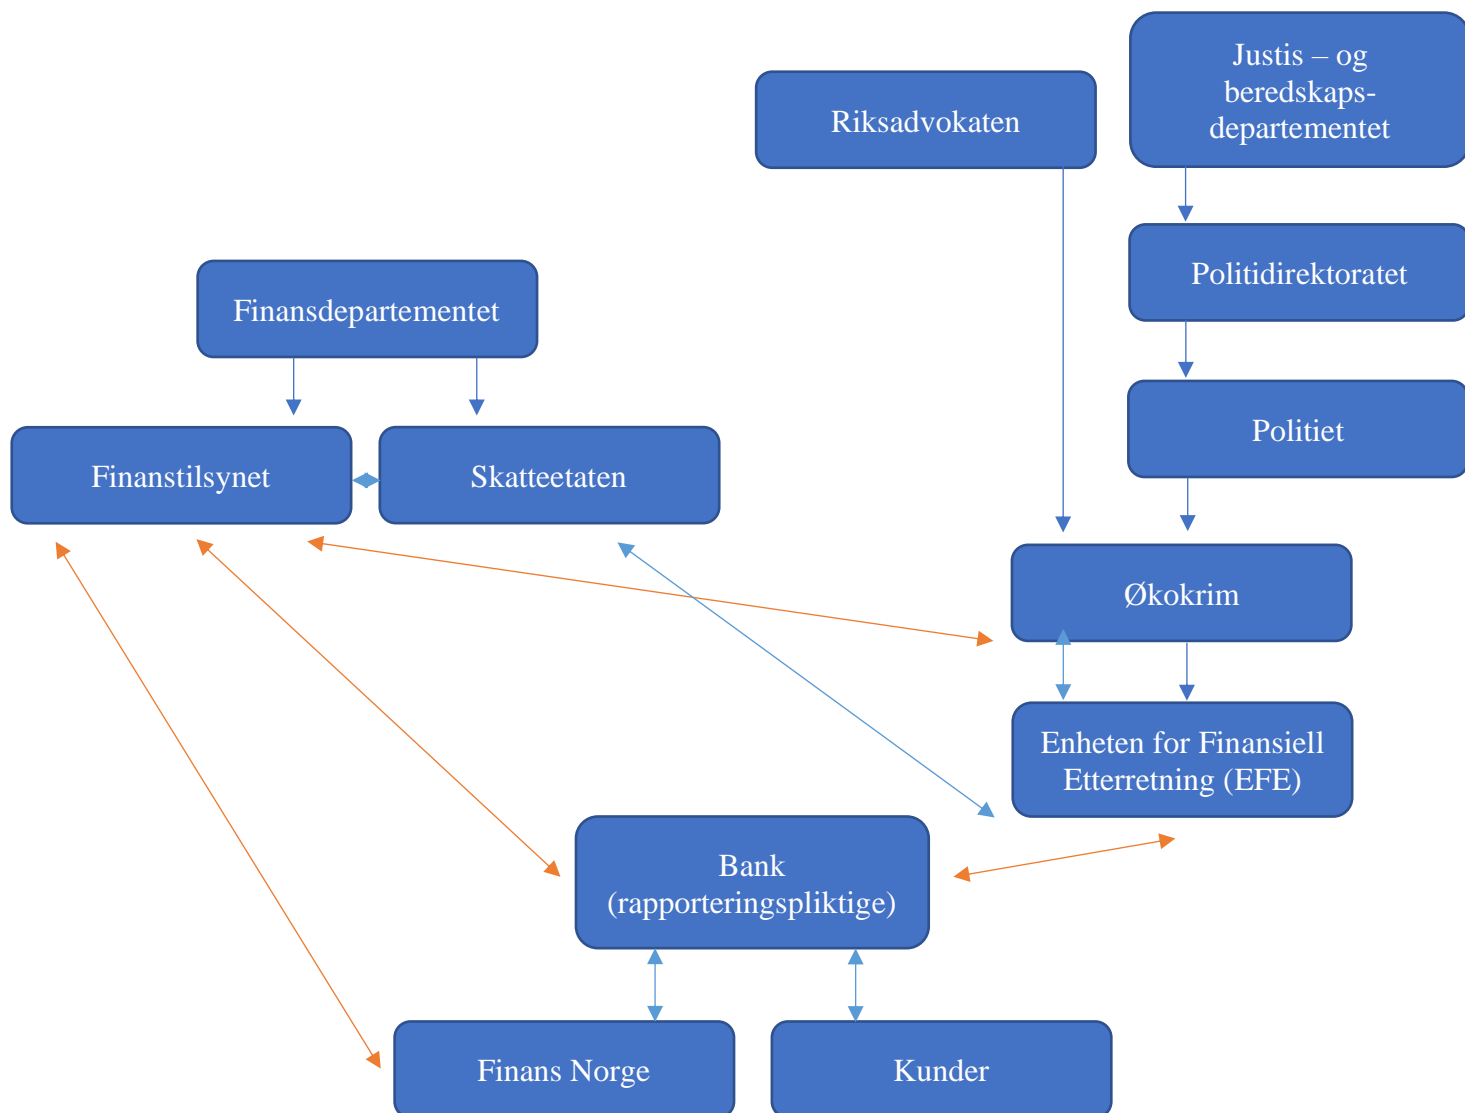 Justis – og
beredskaps-
departementet
Riksadvokaten
Politidirektoratet
Finansdepartementet
Politiet
Finanstilsynet
Skatteetaten
Økokrim
Enheten for Finansiell
Etterretning (EFE)
Bank
(rapporteringspliktige)
Finans Norge
Kunder